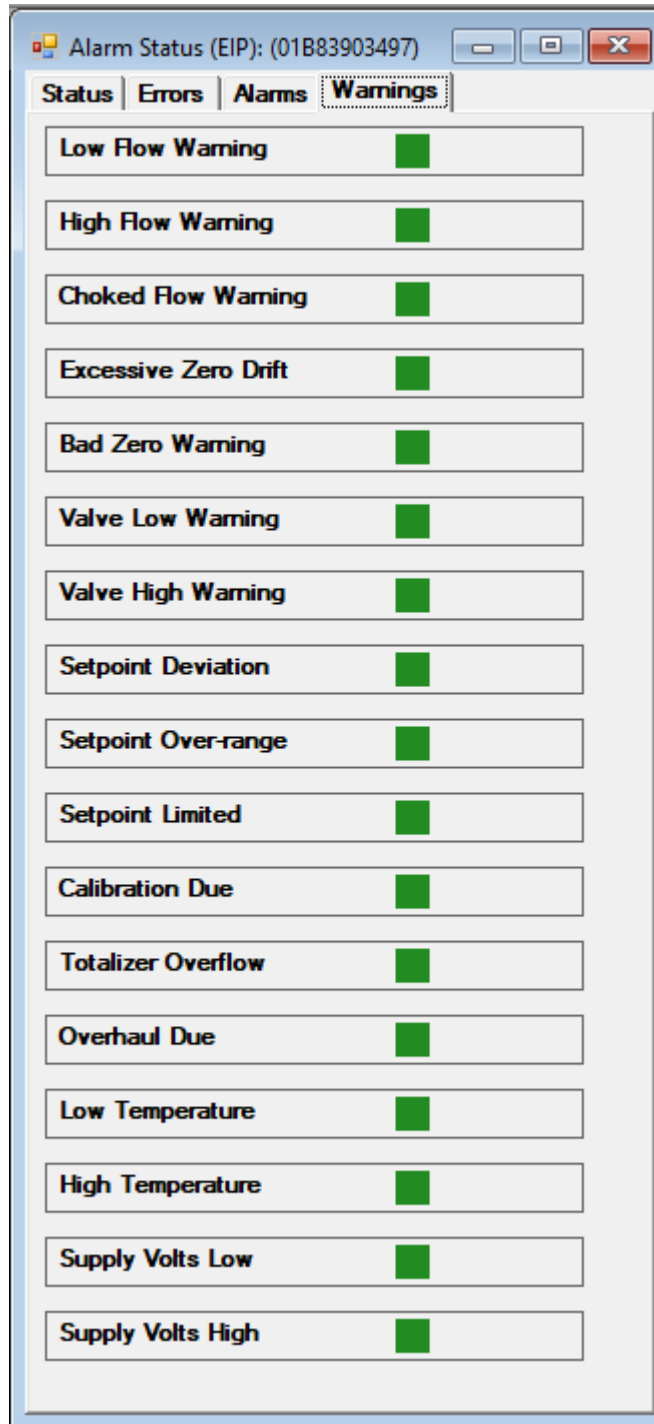 Alarm Status (EIP): (01B83903497)
Status Errors Alarms Warnings
Low Flow Warning
High Flow Warning
Choked Flow Warning
Excessive Zero Drift
Bad Zero Warning
Valve Low Warning
Valve High Warning
Setpoint Deviation
Setpoint Over-range
Setpoint Limited
Calibration Due
Totalizer Overflow
Overhaul Due
Low Temperature
High Temperature
Supply Volts Low
Supply Volts High